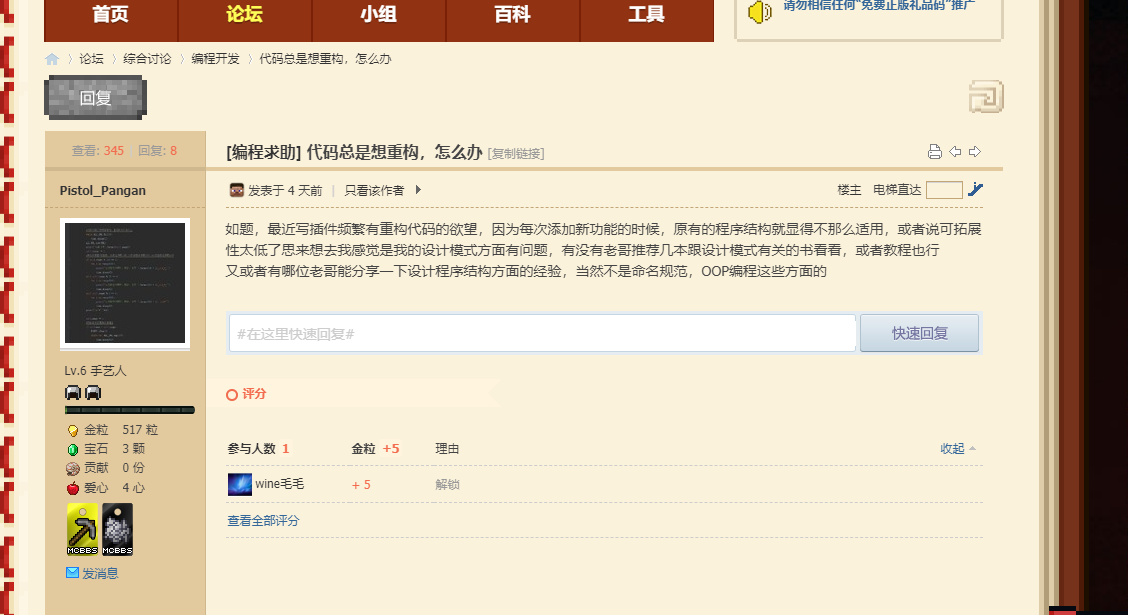 首页 论坛 小组 百科 工具
请勿相信任何“免费正版礼品码”推广
论坛 综合讨论 编程开发 代码总是想重构，怎么办
回复
查看: 345 回复: 8
[编程求助] 代码总是想重构，怎么办 [复制链接]
Pistol_Pangan
发表于 4 天前 | 只看该作者
楼主 电梯直达
如题，最近写插件频繁有重构代码的欲望，因为每次添加新功能的时候，原有的程序结构就显得不那么适用，或者说可拓展
性太低了思来想去我感觉是我的设计模式方面有问题，有没有老哥推荐几本跟设计模式有关的书看看，或者教程也行
又或者有哪位老哥能分享一下设计程序结构方面的经验，当然不是命名规范，OOP编程这些方面的
#在这里快速回复#
快速回复
Lv.6 手艺人
金粒 517 粒
宝石 3 颗
贡献 0 份
爱心 4 心
MCBBS MCBBS
发消息
评分
参与人数 1 金粒 +5 理由 收起
wine毛毛 + 5 解锁
查看全部评分